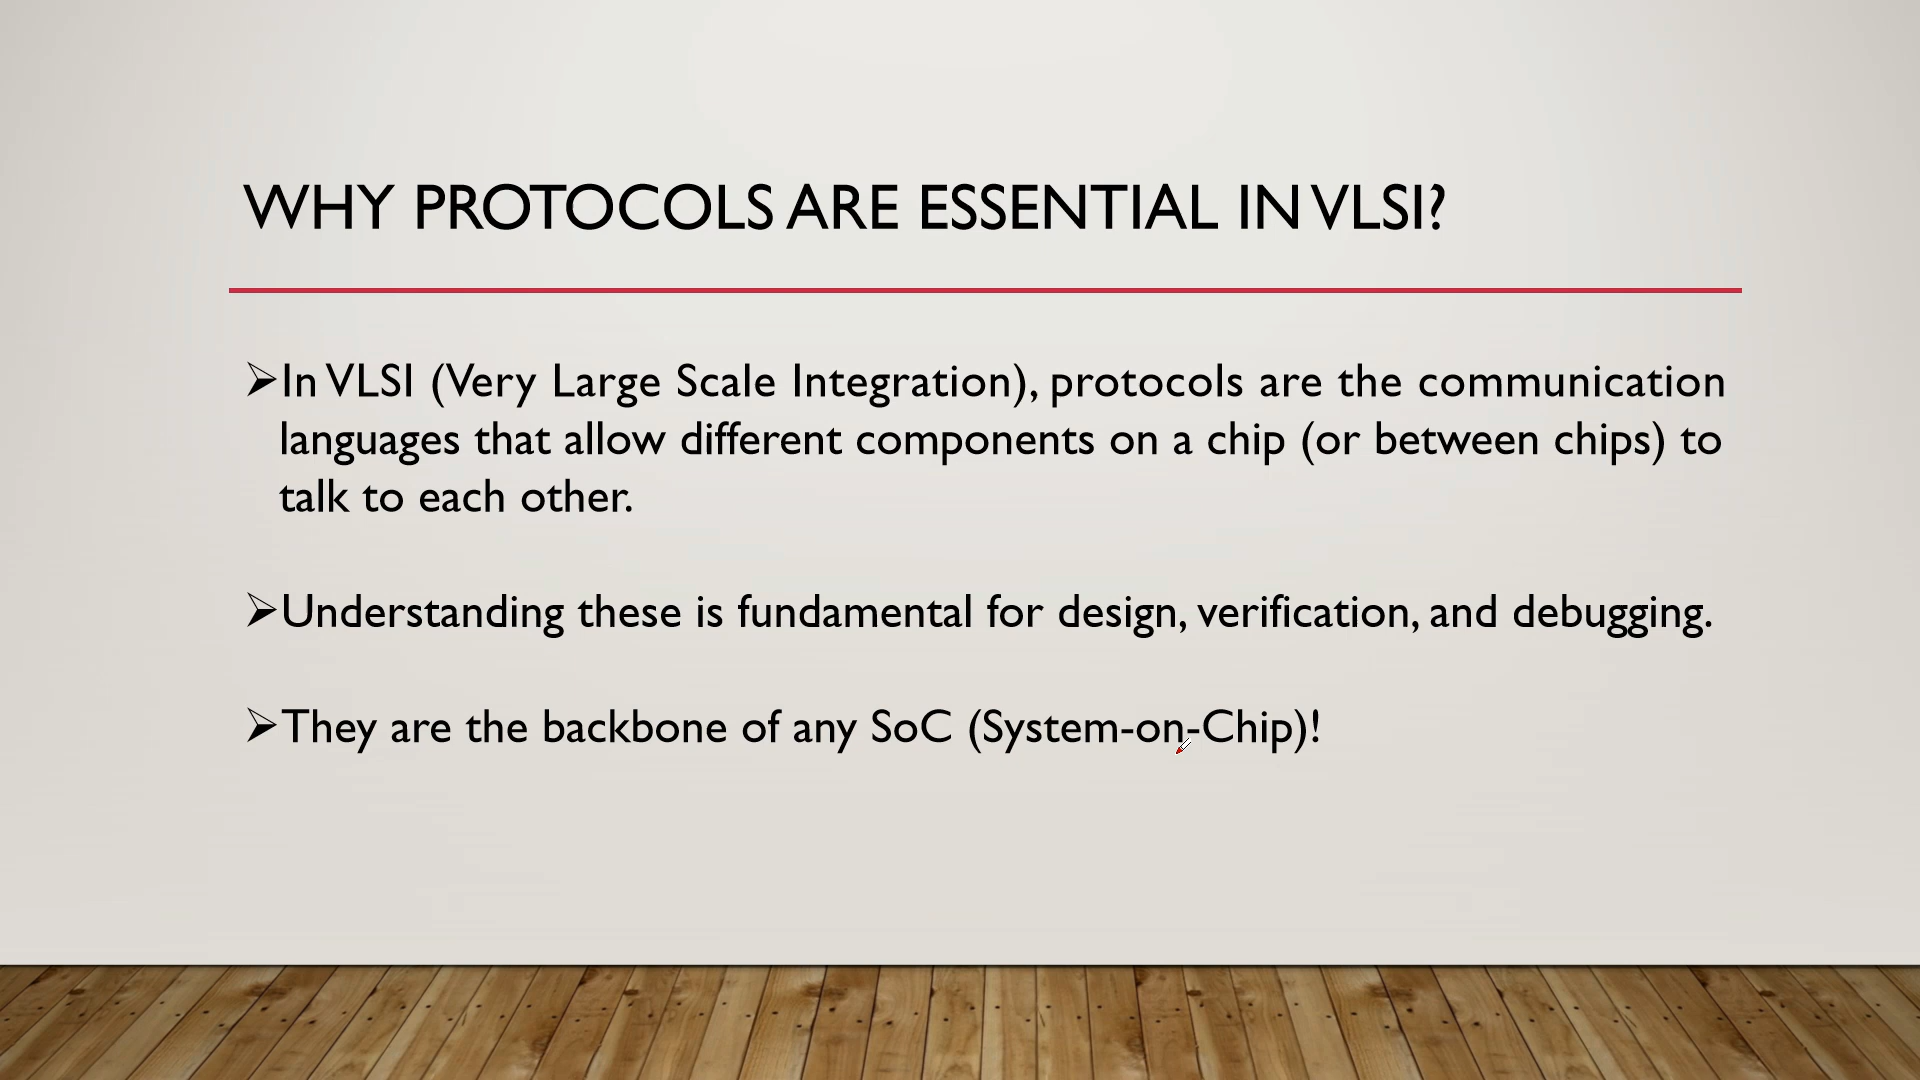 WHY PROTOCOLS ARE ESSENTIAL IN VLSI?
➢In VLSI (Very Large Scale Integration), protocols are the communication
languages that allow different components on a chip (or between chips) to
talk to each other.
➢Understanding these is fundamental for design, verification, and debugging.
➢They are the backbone of any SoC (System-on-Chip)!